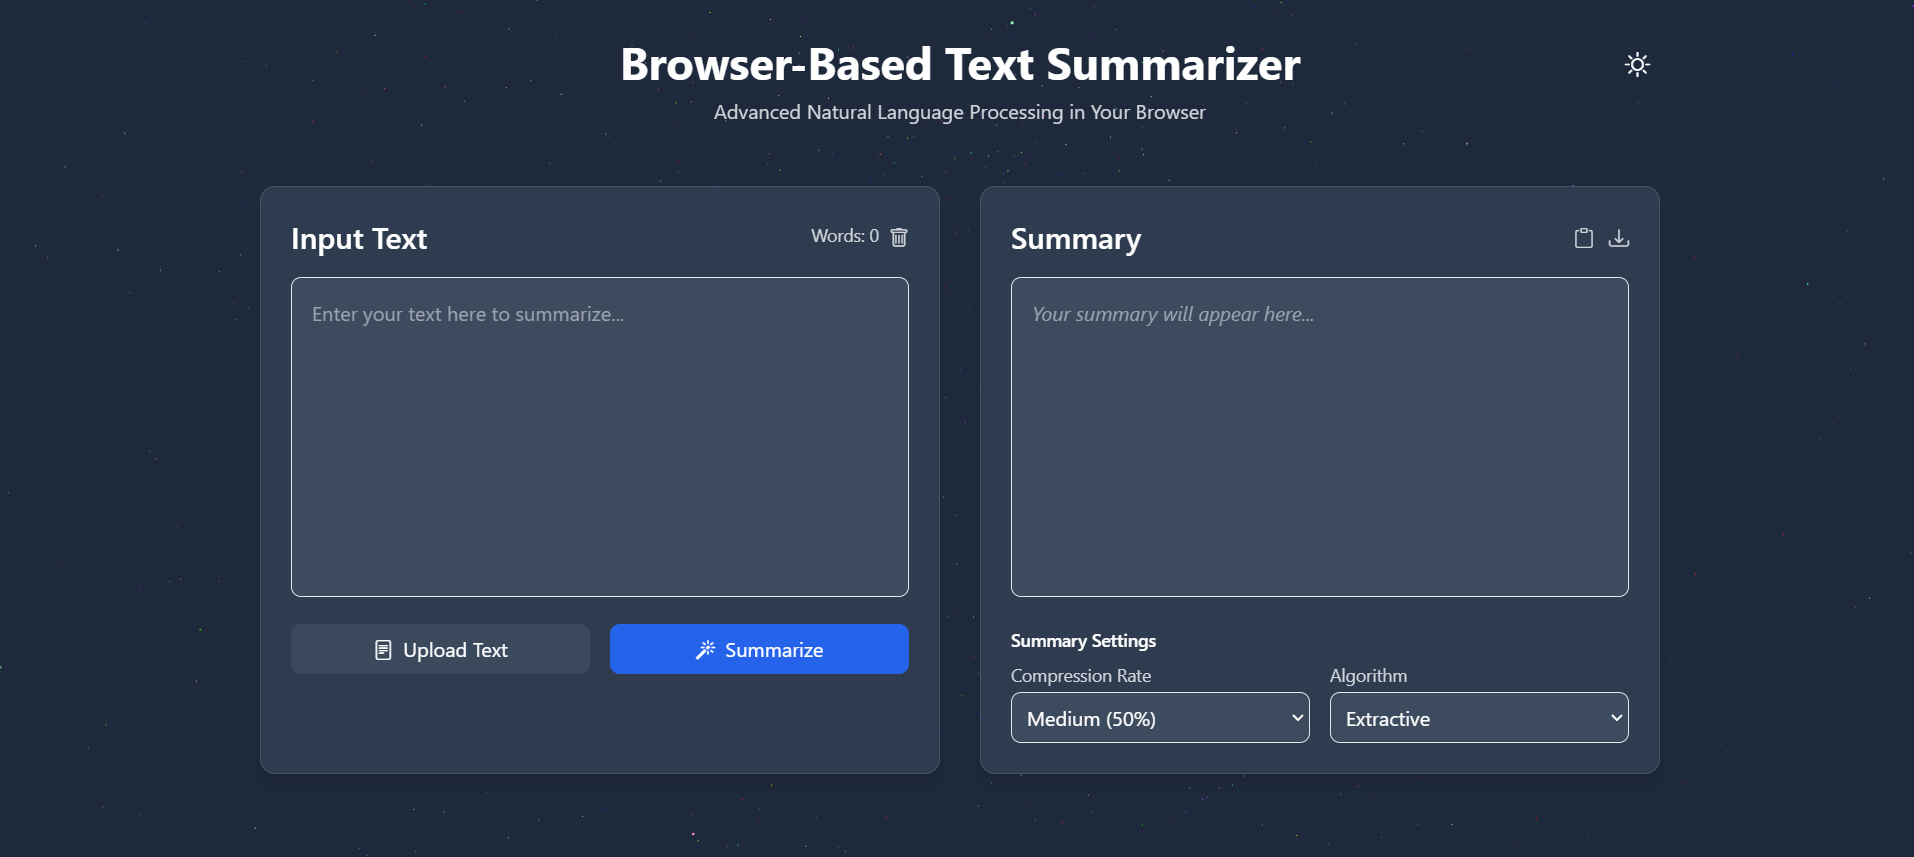 Browser-Based Text Summarizer
Advanced Natural Language Processing in Your Browser
Input Text
Words: 0
Enter your text here to summarize...
Upload Text
Summarize
Summary
Your summary will appear here...
Summary Settings
Compression Rate
Medium (50%)
Algorithm
Extractive